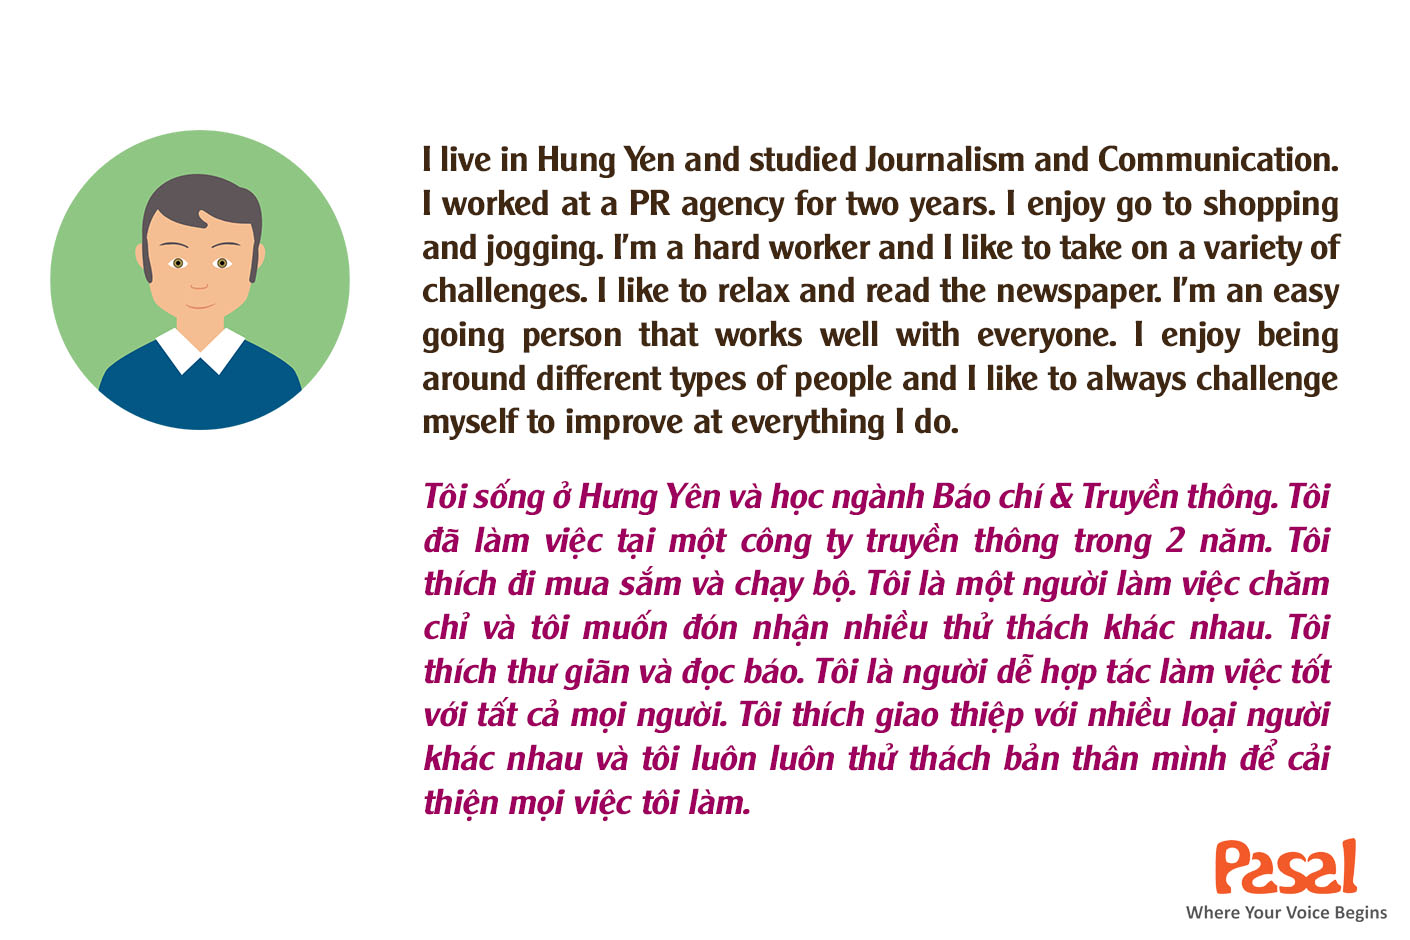 I live in Hung Yen and studied Journalism and Communication.
I worked at a PR agency for two years. I enjoy go to shopping
and jogging. I'm a hard worker and I like to take on a variety of
challenges. I like to relax and read the newspaper. I'm an easy
going person that works well with everyone. I enjoy being
around different types of people and I like to always challenge
myself to improve at everything I do.
Tôi sống ở Hưng Yên và học ngành Báo chí & Truyền thông. Tôi
đã làm việc tại một công ty truyền thông trong 2 năm. Tôi
thích đi mua sắm và chạy bộ. Tôi là một người làm việc chăm
chỉ và tôi muốn đón nhận nhiều thử thách khác nhau. Tôi
thích thư giãn và đọc báo. Tôi là người dễ hợp tác làm việc tốt
với tất cả mọi người. Tôi thích giao thiệp với nhiều loại người
khác nhau và tôi luôn luôn thử thách bản thân mình để cải
thiện mọi việc tôi làm.
Pasal
Where Your Voice Begins